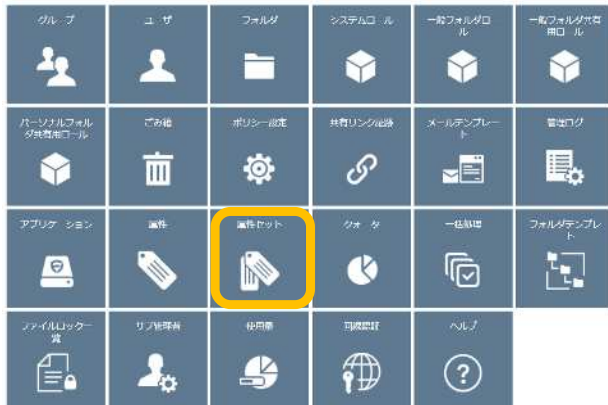 グループ
ユーザ
フォルダ
システムロール
一般フォルダロ
ール
一般フォルダ共有
用ロール
パーソナルフォル
ダ共有用ロール
ごみ箱
ポリシー設定
共有リンク記録
メールテンプレー
ト
管理ログ
アプリケーション
属性
属性セット
クォータ
一括処理
フォルダテンプレ
ート
ファイルロック一
覧
サブ管理者
使用量
回線認証
ヘルプ